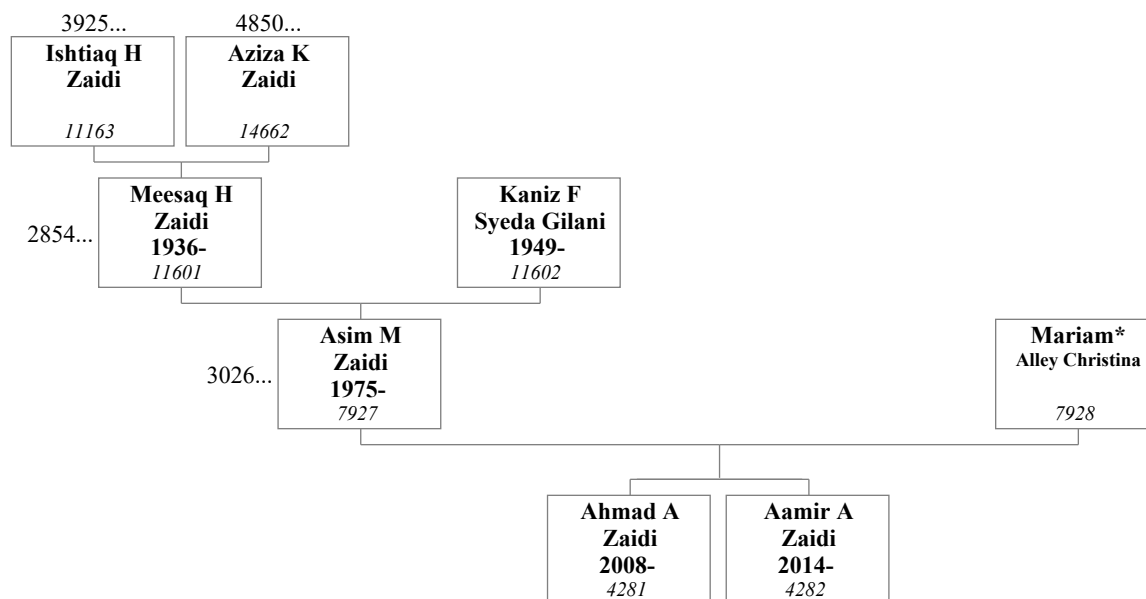 3925...
4850...
Ishtiaq H
Zaidi
11163
Aziza K
Zaidi
14662
2854...
Meesaq H
Zaidi
1936-
11601
Kaniz F
Syeda Gilani
1949-
11602
3026...
Asim M
Zaidi
1975-
7927
Mariam*
Alley Christina
7928
Ahmad A
Zaidi
2008-
4281
Aamir A
Zaidi
2014-
4282